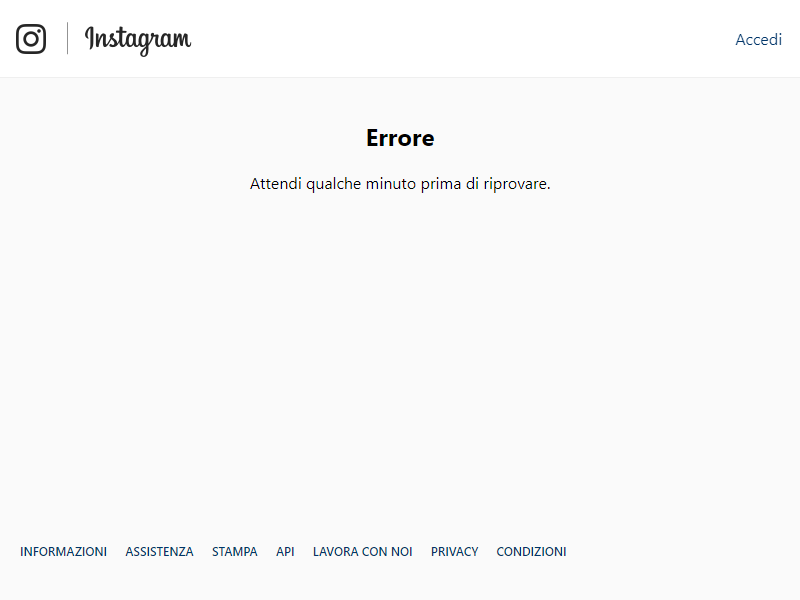 Instagram
Accedi
Errore
Attendi qualche minuto prima di riprovare.
INFORMAZIONI ASSISTENZA STAMPA API LAVORA CON NOI PRIVACY CONDIZIONI